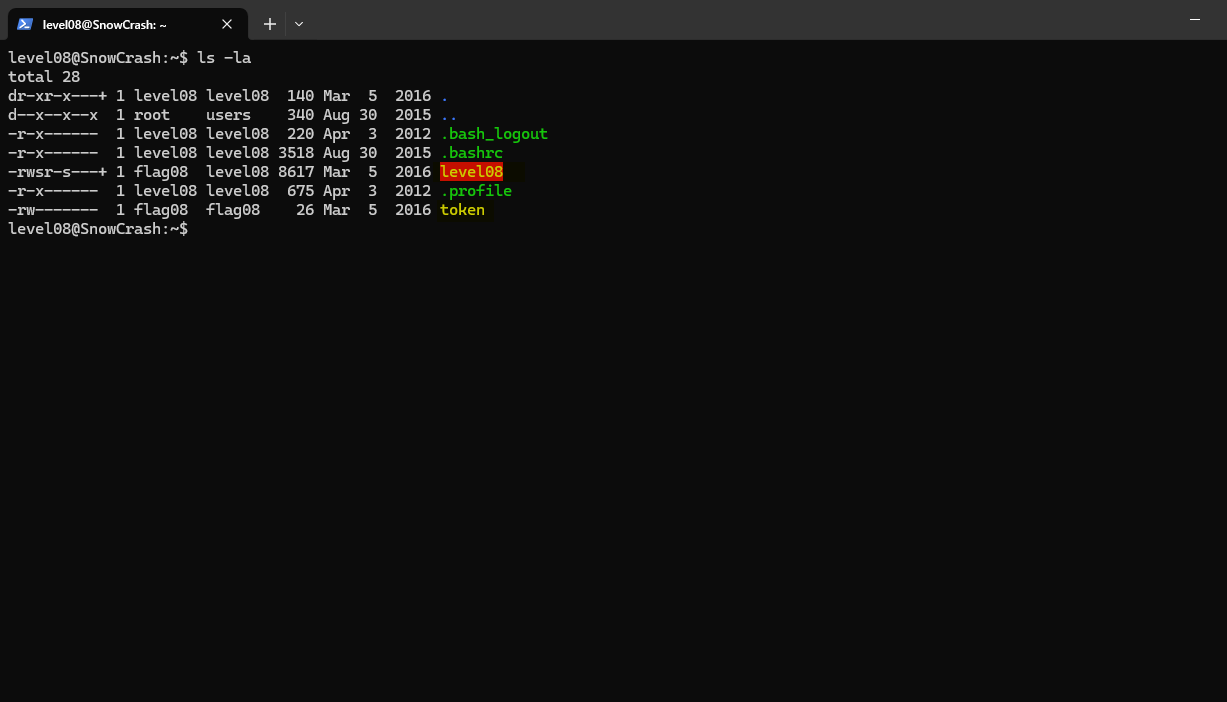 level08@SnowCrash: ~
level08@SnowCrash:~$ ls -la
total 28
dr-xr-x---+ 1 level08 level08  140 Mar  5  2016 .
d--x--x--x  1 root    users    340 Aug 30  2015 ..
-r-x------  1 level08 level08  220 Apr  3  2012 .bash_logout
-r-x------  1 level08 level08 3518 Aug 30  2015 .bashrc
-rwsr-s---+ 1 flag08  level08 8617 Mar  5  2016 level08
-r-x------  1 level08 level08  675 Apr  3  2012 .profile
-rw-------  1 flag08  flag08    26 Mar  5  2016 token
level08@SnowCrash:~$